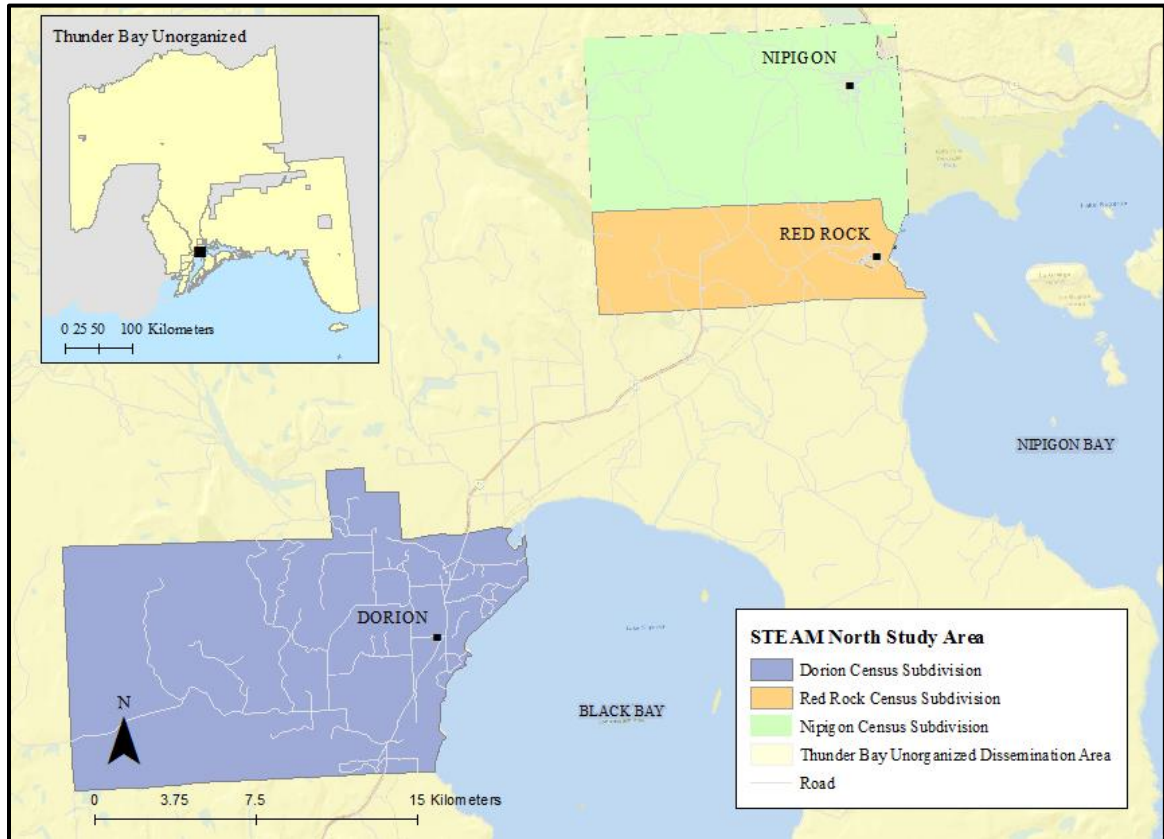 Thunder Bay Unorganized
0 25 50 100 Kilometers
NIPIGON
RED ROCK
NIPIGON BAY
DORION
BLACK BAY
N
0 3.75 7.5 15 Kilometers
STEAM North Study Area
Dorion Census Subdivision
Red Rock Census Subdivision
Nipigon Census Subdivision
Thunder Bay Unorganized Dissemination Area
Road